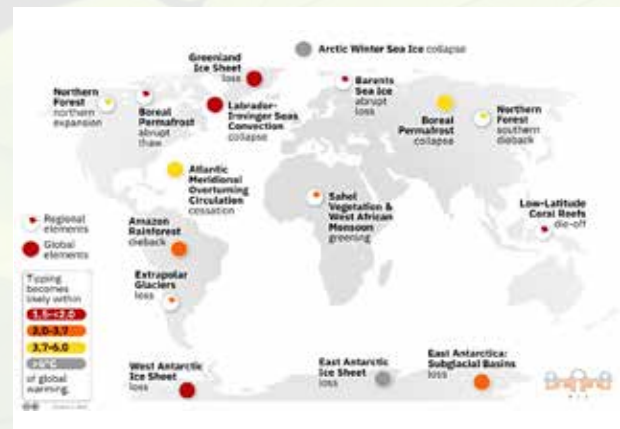 Arctic Winter Sea Ice collapse
Greenland
Ice Sheet
loss
Barents
Sea Ice
abrupt
loss
Northern
Forest
northern
expansion
Boreal
Permafrost
abrupt
thaw
Labrador-
Irminger Seas
Convection
collapse
Boreal
Permafrost
collapse
Northern
Forest
southern
dieback
Atlantic
Meridional
Overturning
Circulation
cessation
Sahel
Vegetation &
West African
Monsoon
greening
Low-Latitude
Coral Reefs
die-off
Regional
elements
Global
elements
Amazon
Rainforest
dieback
Extrapolar
Glaciers
loss
Tipping
becomes
likely within
1.5-<2.0
2.0-3.7
3.7-6.0
>6°C
of global
warming.
West Antarctic
Ice Sheet
loss
East Antarctic
Ice Sheet
loss
East Antarctica:
Subglacial Basins
loss